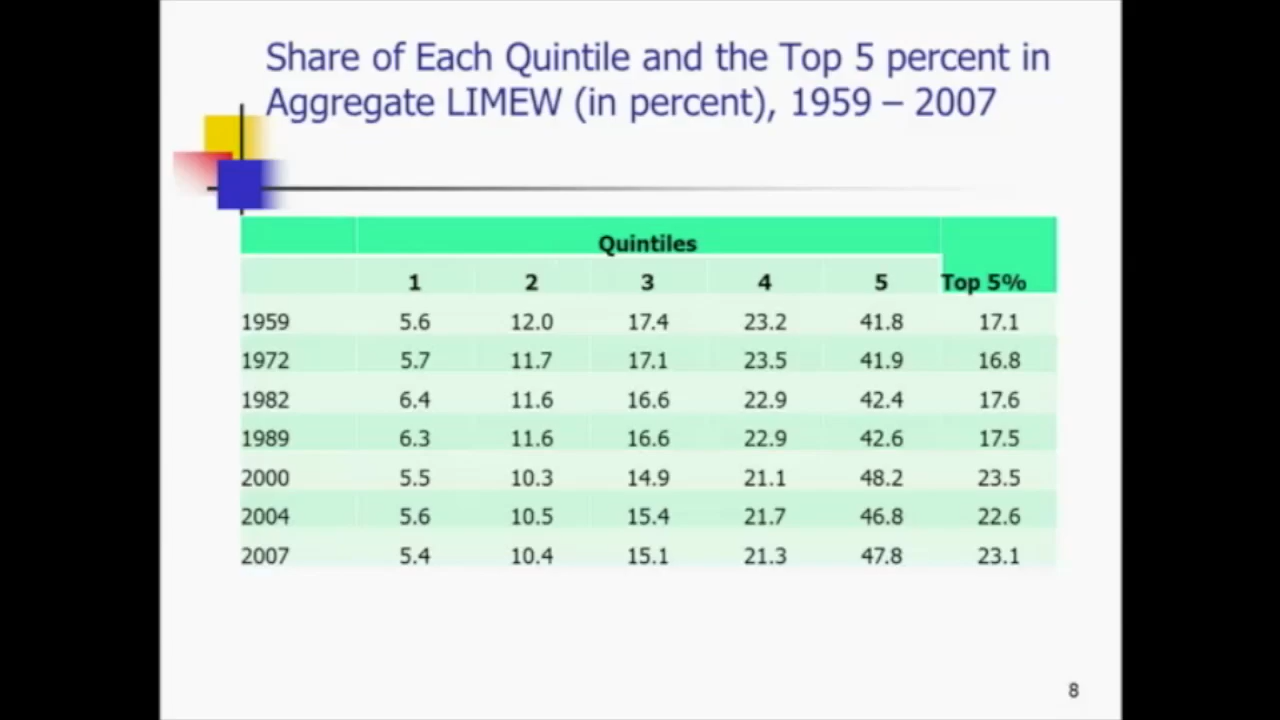 Share of Each Quintile and the Top 5 percent in
Aggregate LIMEW (in percent), 1959 – 2007
Quintiles
1 2 3 4 5 Top 5%
1959 5.6 12.0 17.4 23.2 41.8 17.1
1972 5.7 11.7 17.1 23.5 41.9 16.8
1982 6.4 11.6 16.6 22.9 42.4 17.6
1989 6.3 11.6 16.6 22.9 42.6 17.5
2000 5.5 10.3 14.9 21.1 48.2 23.5
2004 5.6 10.5 15.4 21.7 46.8 22.6
2007 5.4 10.4 15.1 21.3 47.8 23.1
8